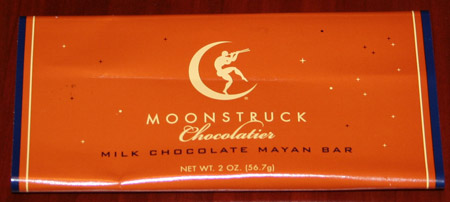 MOONSTRUCK
Chocolatier
MILK CHOCOLATE MAYAN BAR
NET WT. 2 OZ. (56.7g)